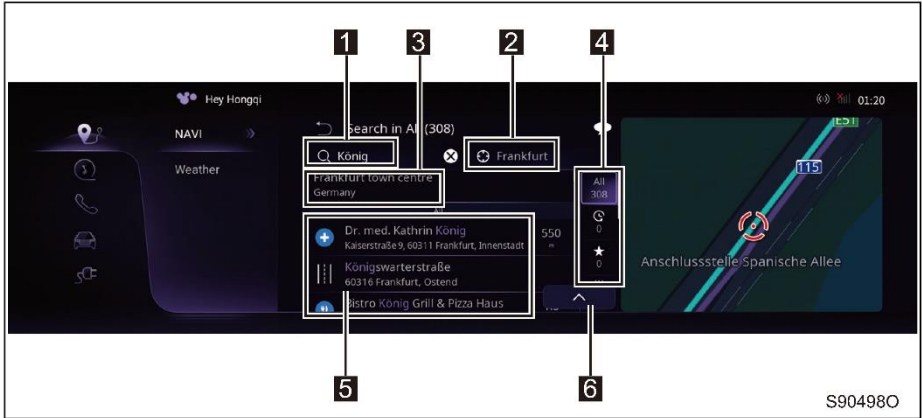 1
3
2
4
Hey Hongqi
01:20
NAVI
Search in All (308)
E51
König
Frankfurt
Weather
115
Frankfurt town centre
Germany
All
308
All
Dr. med. Kathrin König
Kaiserstraße 9, 60311 Frankfurt, Innenstadt
550
m
0
Königswarterstraße
60316 Frankfurt, Ostend
0
Anschlussstelle Spanische Allee
Bistro König Grill & Pizza Haus
5
6
S90498O